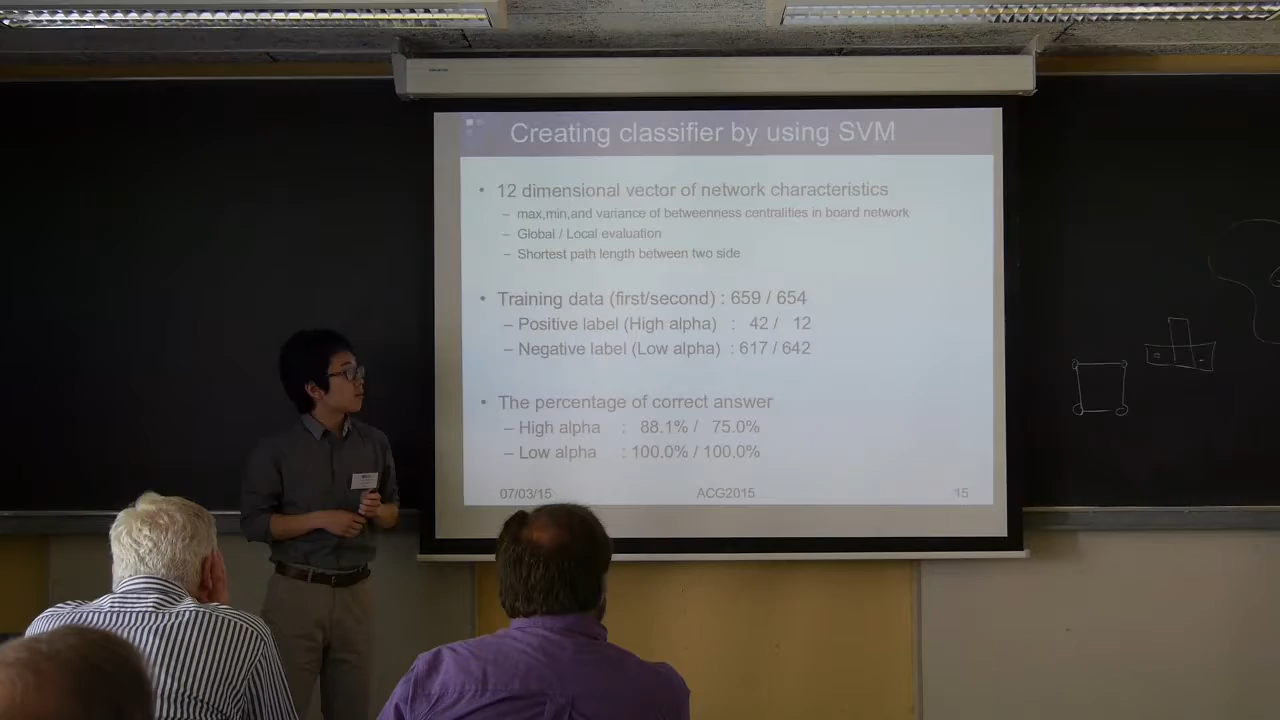 Creating classifier by using SVM
• 12 dimensional vector of network characteristics
– max,min,and variance of betweenness centralities in board network
– Global / Local evaluation
– Shortest path length between two side
• Training data (first/second) : 659 / 654
– Positive label (High alpha) : 42 / 12
– Negative label (Low alpha) : 617 / 642
• The percentage of correct answer
– High alpha : 88.1% / 75.0%
– Low alpha : 100.0% / 100.0%
07/03/15 ACG2015 15